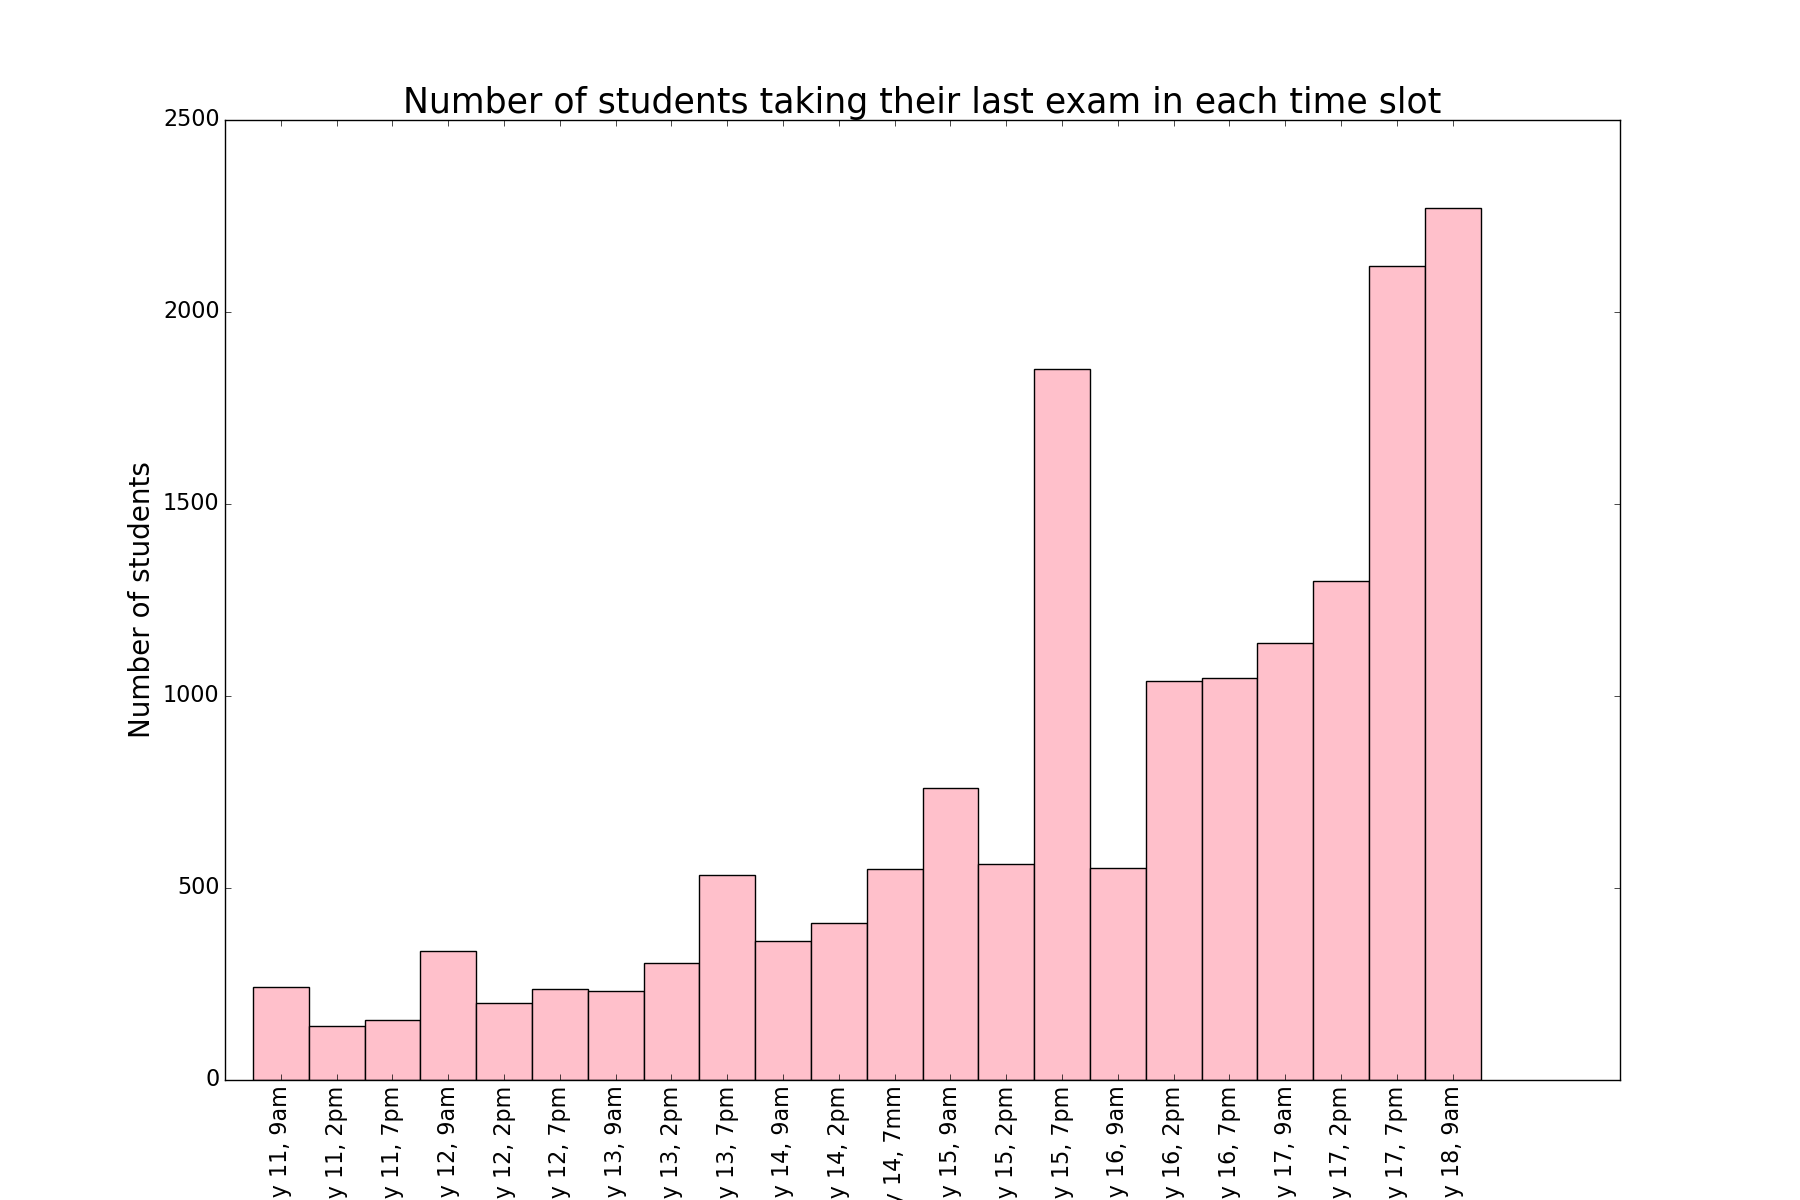 Number of students taking their last exam in each time slot
Number of students
2500
2000
1500
1000
500
0
y 11, 9am
y 11, 2pm
y 11, 7pm
y 12, 9am
y 12, 2pm
y 12, 7pm
y 13, 9am
y 13, 2pm
y 13, 7pm
y 14, 9am
y 14, 2pm
y 14, 7mm
y 15, 9am
y 15, 2pm
y 15, 7pm
y 16, 9am
y 16, 2pm
y 16, 7pm
y 17, 9am
y 17, 2pm
y 17, 7pm
y 18, 9am